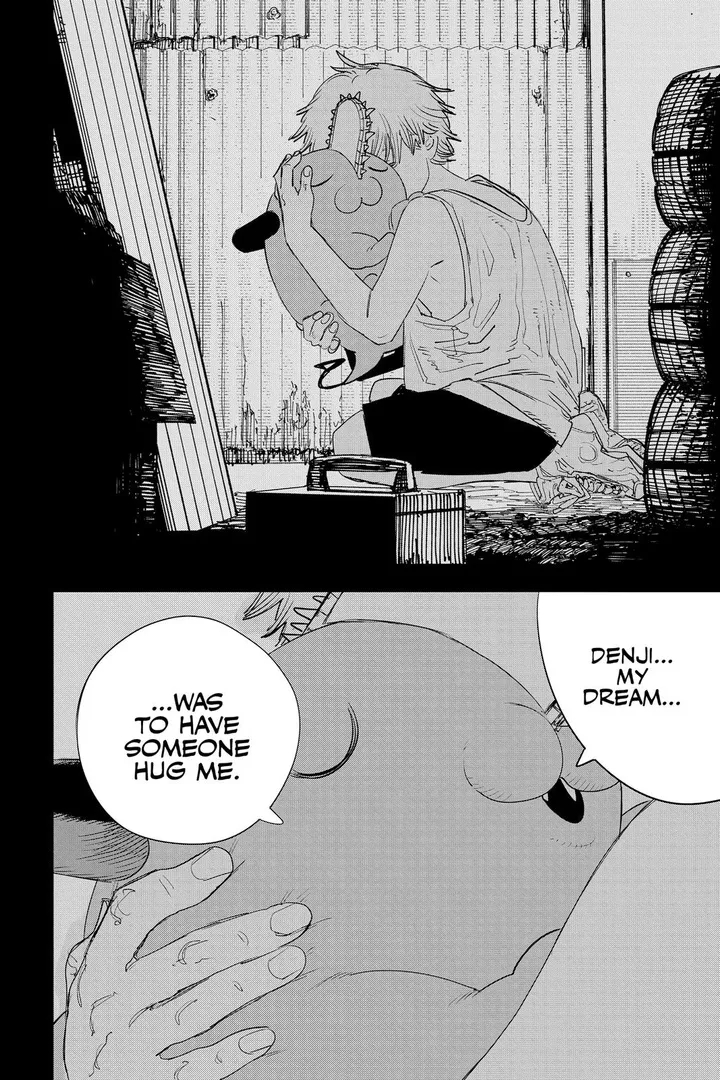 DENJI...
MY
DREAM...
...WAS
TO HAVE
SOMEONE
HUG ME.